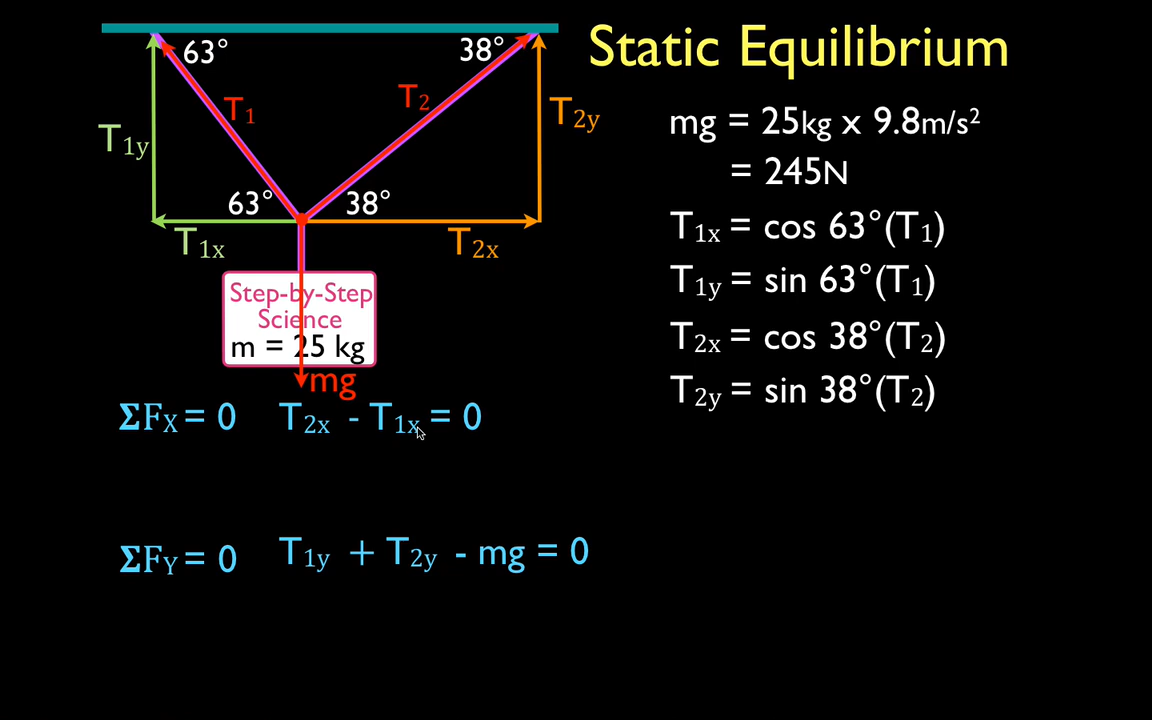 Static Equilibrium
63° 38°
T₁ T₂
T₁y T₂y
63° 38°
T₁x T₂x
Step-by-Step
Science
m = 25 kg
mg
mg = 25kg x 9.8m/s²
= 245N
T₁x = cos 63°(T₁)
T₁y = sin 63°(T₁)
T₂x = cos 38°(T₂)
T₂y = sin 38°(T₂)
ΣFX = 0 T₂x - T₁x = 0
ΣFY = 0 T₁y + T₂y - mg = 0